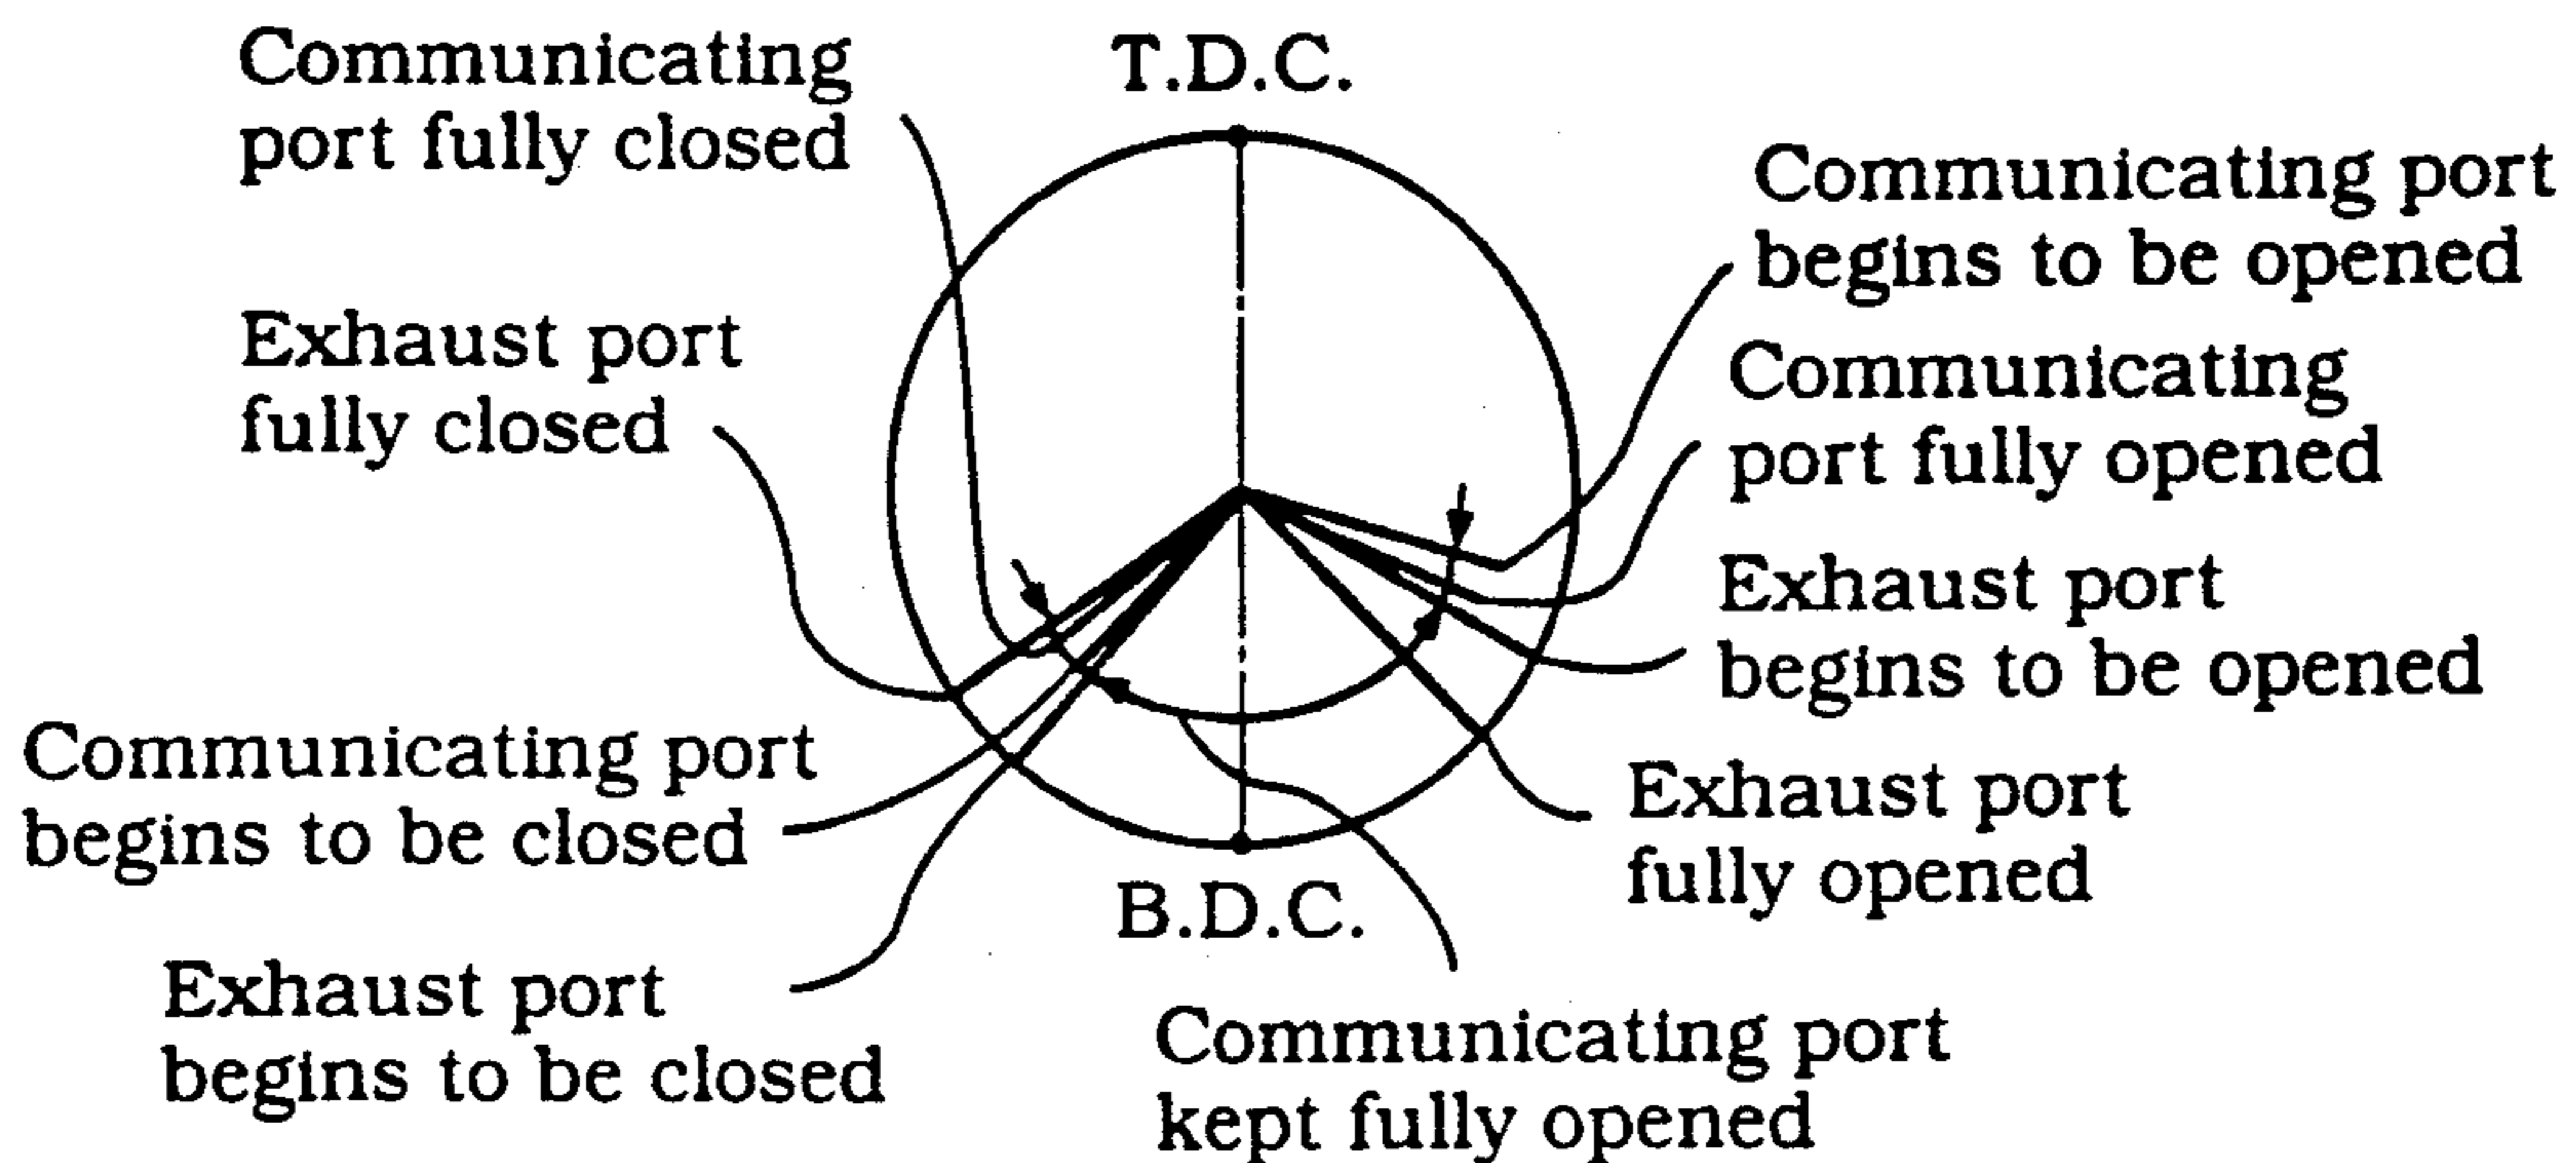 Communicating
port fully closed
T.D.C.
Communicating port
begins to be opened
Exhaust port
fully closed
Communicating
port fully opened
Exhaust port
begins to be opened
Communicating port
begins to be closed
Exhaust port
fully opened
B.D.C.
Exhaust port
begins to be closed
Communicating port
kept fully opened